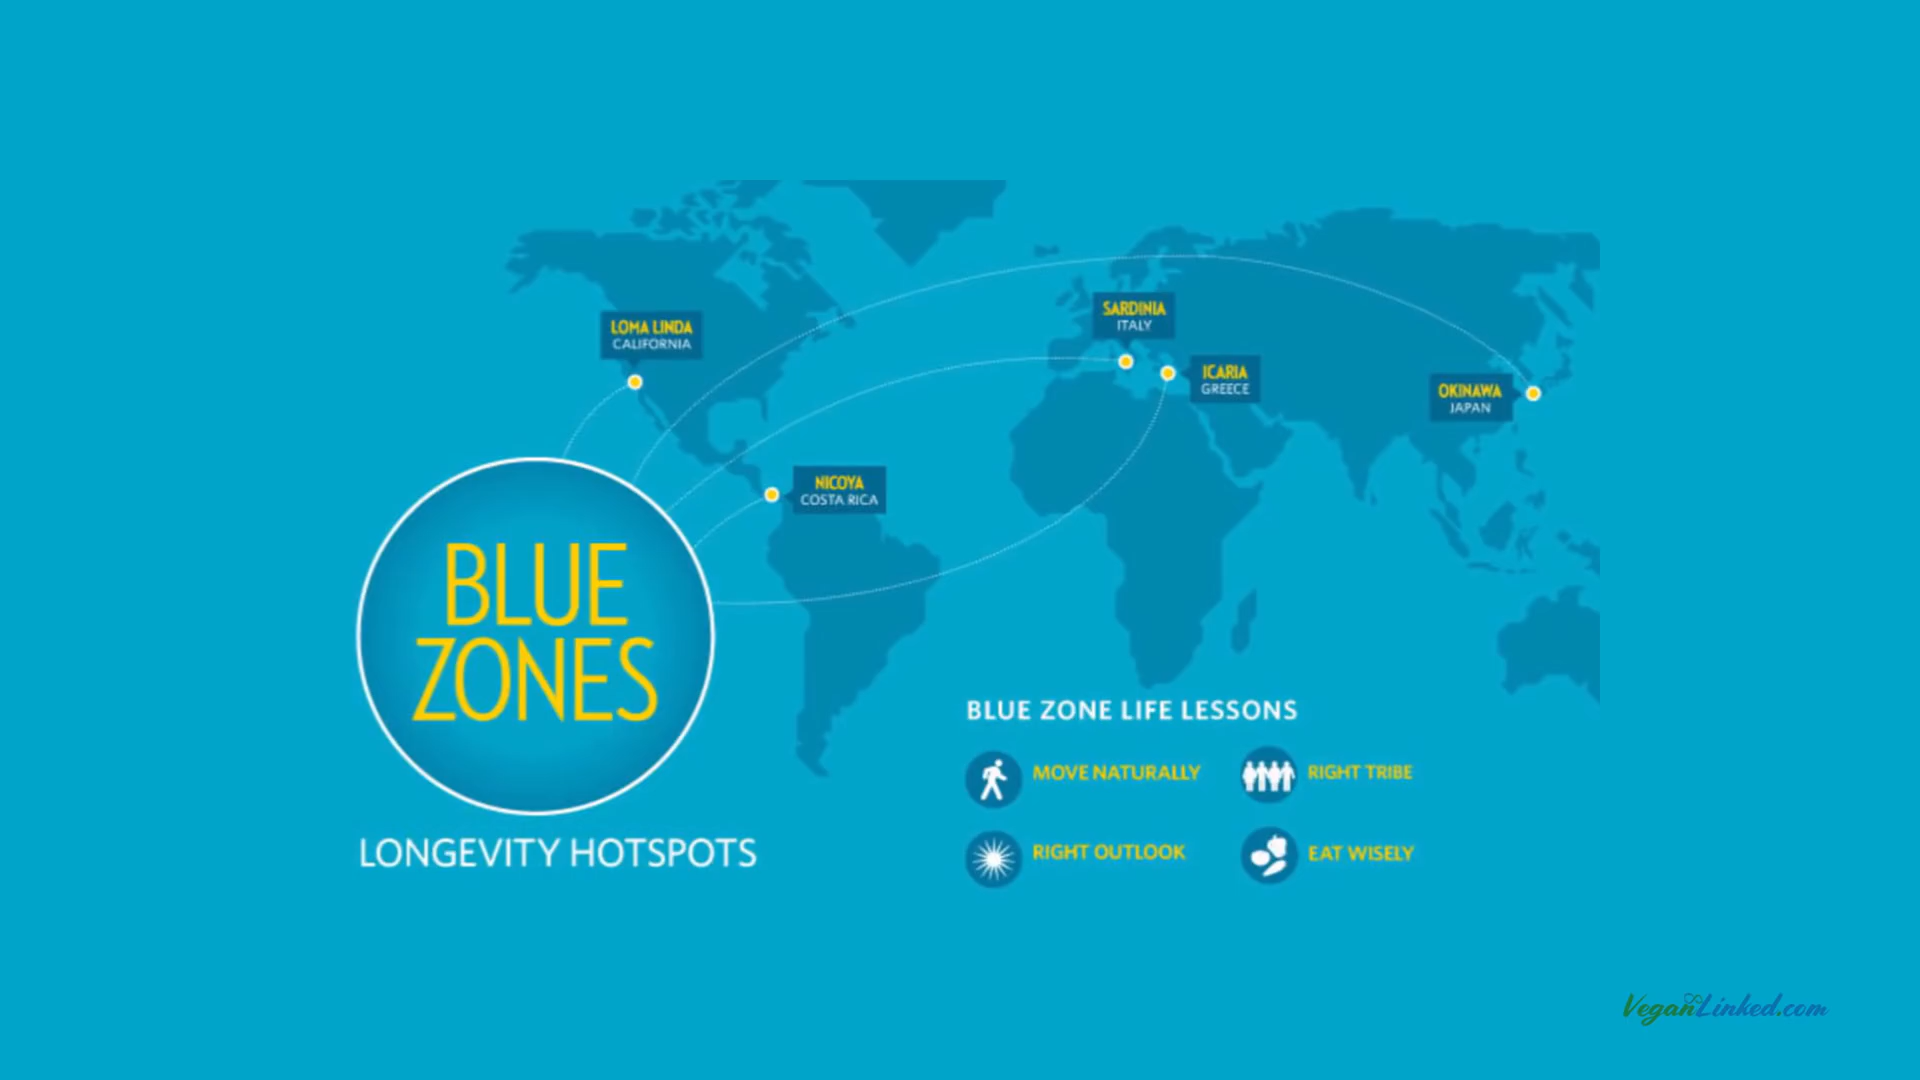 LOMA LINDA
CALIFORNIA
SARDINIA
ITALY
ICARIA
GREECE
OKINAWA
JAPAN
NICOYA
COSTA RICA
BLUE
ZONES
LONGEVITY HOTSPOTS
BLUE ZONE LIFE LESSONS
MOVE NATURALLY
RIGHT TRIBE
RIGHT OUTLOOK
EAT WISELY
VeganLinked.com